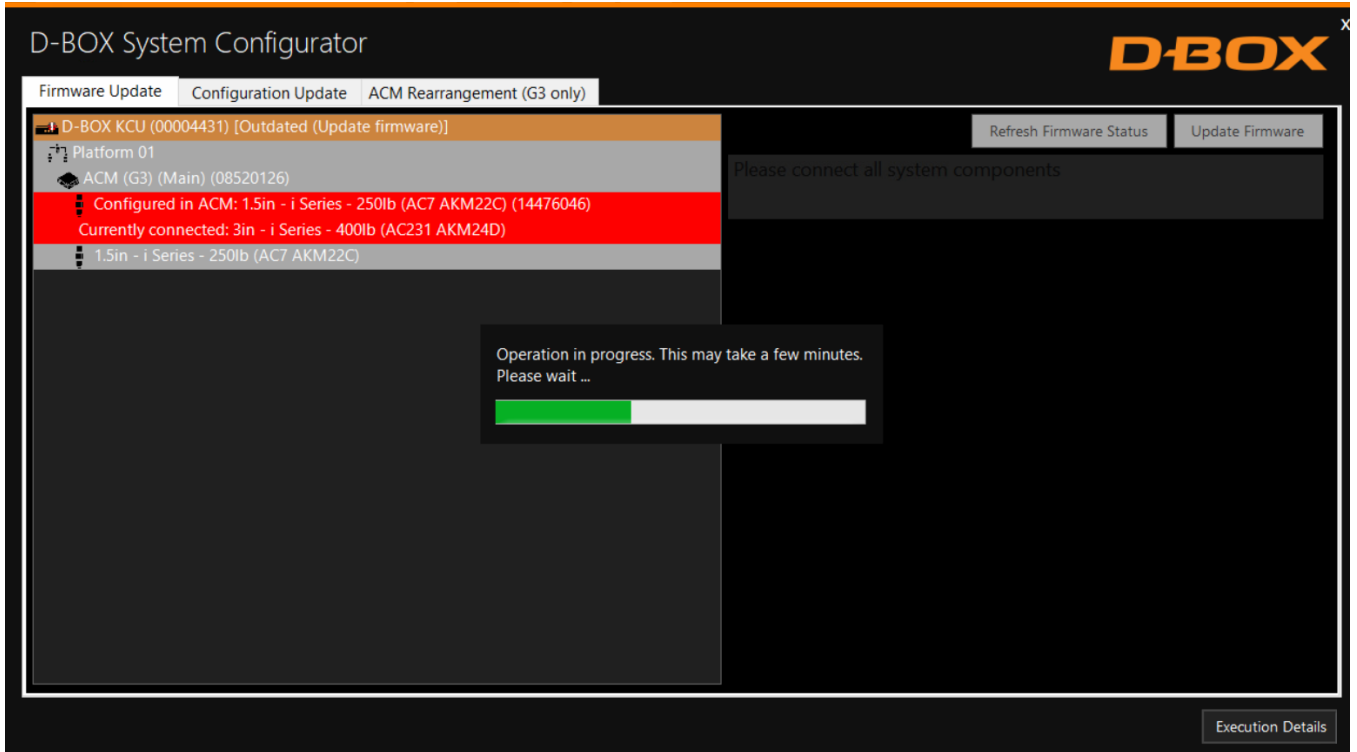 D-BOX System Configurator
x
D-BOX
Firmware Update
Configuration Update
ACM Rearrangement (G3 only)
D-BOX KCU (00004431) [Outdated (Update firmware)]
Platform 01
ACM (G3) (Main) (08520126)
Configured in ACM: 1.5in - i Series - 250lb (AC7 AKM22C) (14476046)
Currently connected: 3in - i Series - 400lb (AC231 AKM24D)
1.5in - i Series - 250lb (AC7 AKM22C)
Refresh Firmware Status
Update Firmware
Please connect all system components
Operation in progress. This may take a few minutes.
Please wait ...
Execution Details